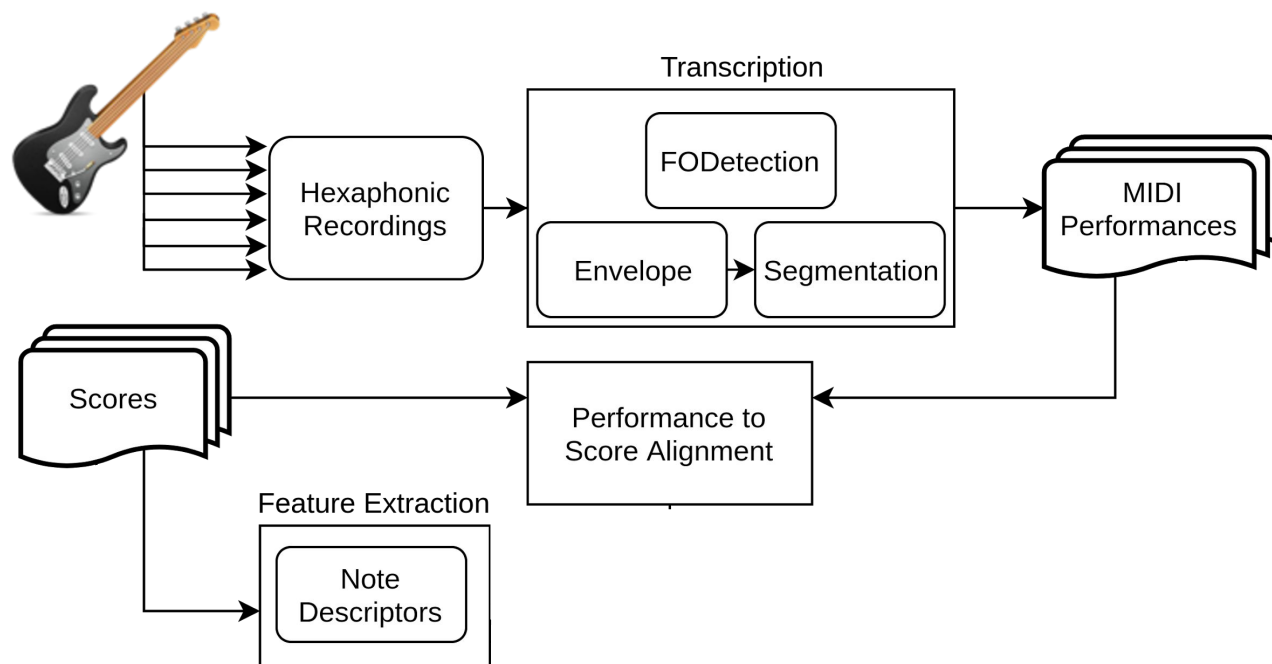 Transcription
FODetection
Hexaphonic
Recordings
MIDI
Performances
Envelope
Segmentation
Scores
Performance to
Score Alignment
Feature Extraction
Note
Descriptors